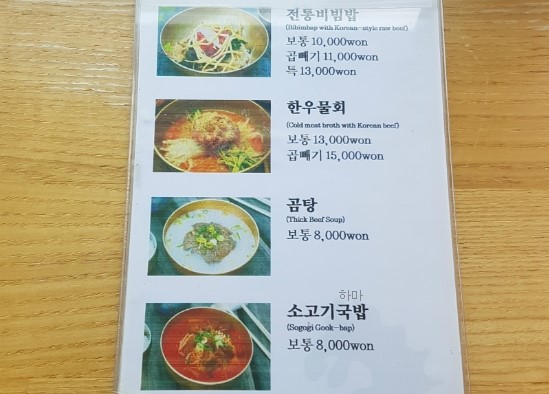 전통비빔밥
(Bibimbap with Korean-style raw beef)
보통 10,000won
곱빼기 11,000won
특 13,000won
한우물회
(Cold meat broth with Korean beef)
보통 13,000won
곱빼기 15,000won
곰탕
(Thick Beef Soup)
보통 8,000won
하마
소고기국밥
(Sogogi Gook-bap)
보통 8,000won